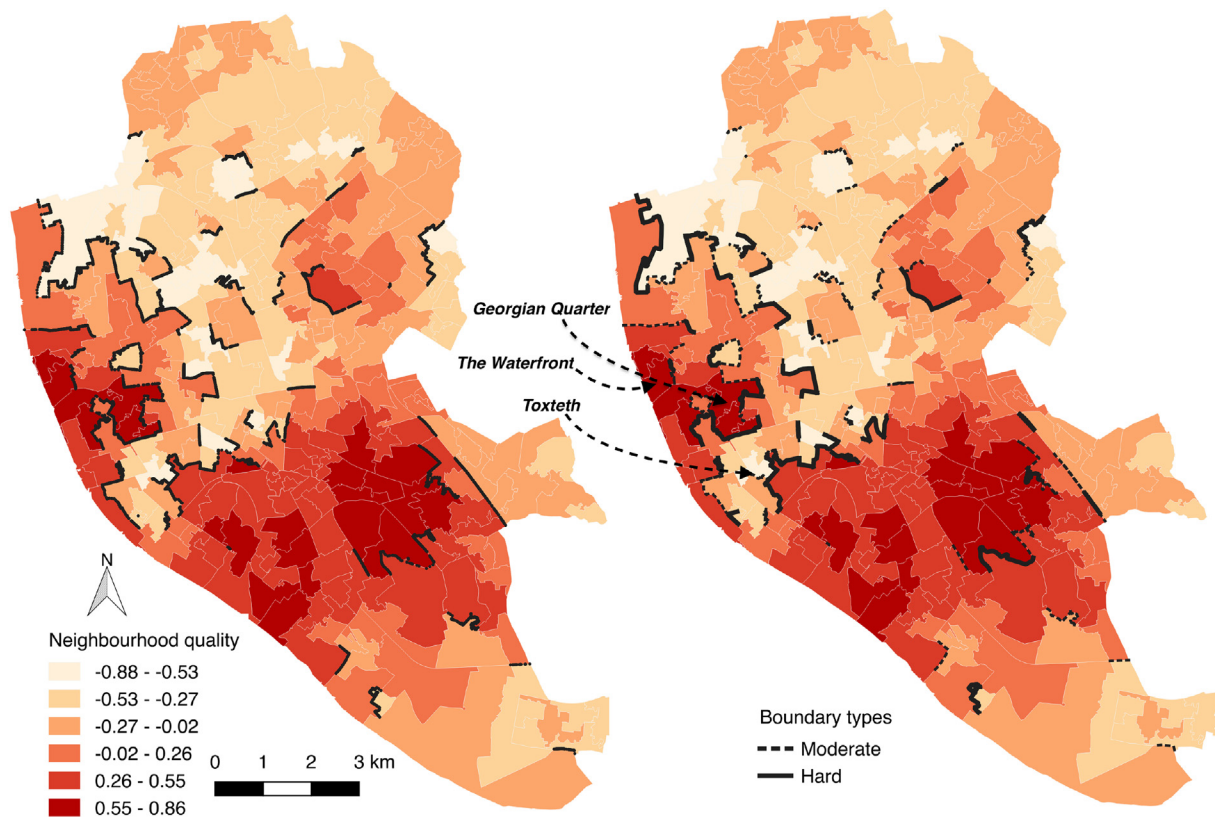 Georgian Quarter
The Waterfront
Toxteth
N
Neighbourhood quality
-0.88 - -0.53
-0.53 - -0.27
-0.27 - -0.02
-0.02 - 0.26
0.26 - 0.55
0.55 - 0.86
0 1 2 3 km
Boundary types
Moderate
Hard